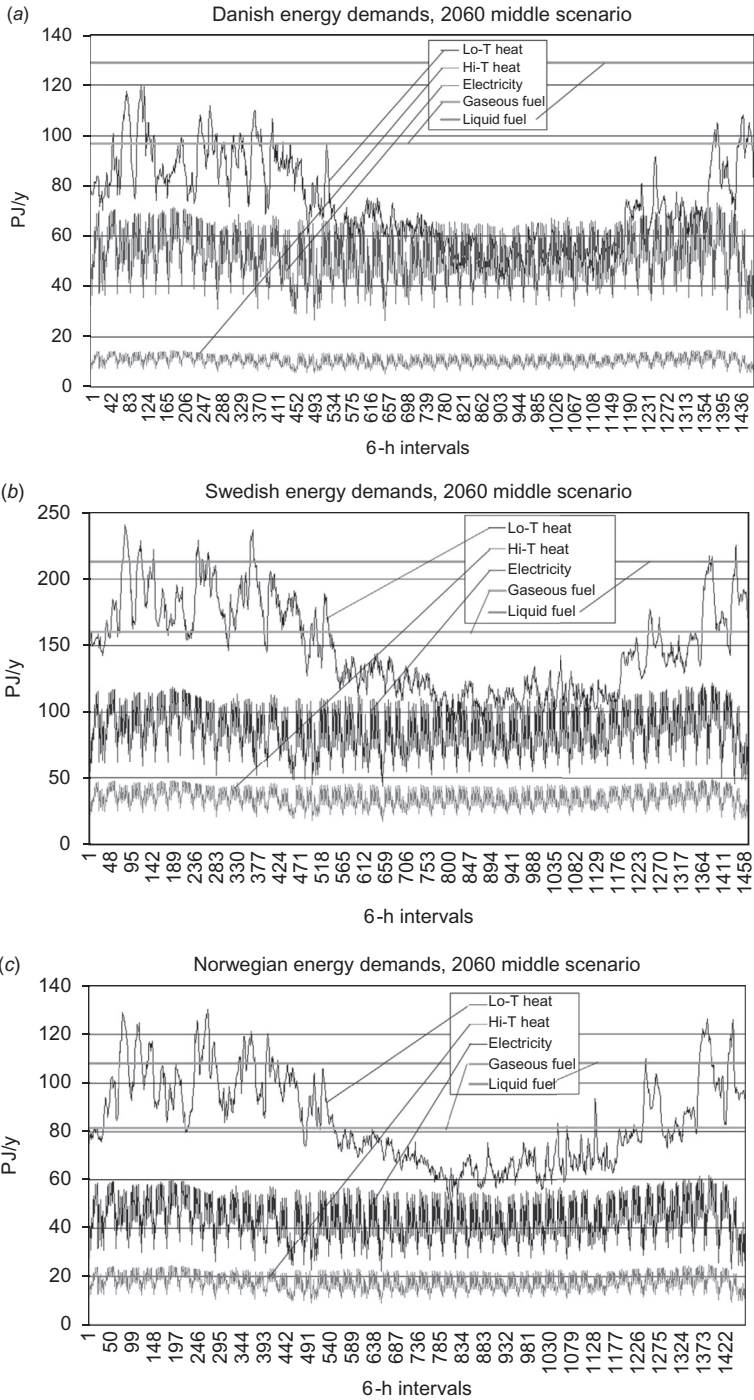 (a)
Danish energy demands, 2060 middle scenario
140
120
100
80
60
40
20
0
PJ/y
Lo-T heat
Hi-T heat
Electricity
Gaseous fuel
Liquid fuel
1 42 83 124 165 206 247 288 329 370 411 452 493 534 575 616 657 698 739 780 821 862 903 944 985 1026 1067 1108 1149 1190 1231 1272 1313 1354 1395 1436
6-h intervals
(b)
Swedish energy demands, 2060 middle scenario
250
200
150
100
50
0
PJ/y
Lo-T heat
Hi-T heat
Electricity
Gaseous fuel
Liquid fuel
1 48 95 142 189 236 283 330 377 424 471 518 565 612 659 706 753 800 847 894 941 988 1035 1082 1129 1176 1223 1270 1317 1364 1411 1458
6-h intervals
(c)
Norwegian energy demands, 2060 middle scenario
140
120
100
80
60
40
20
0
PJ/y
Lo-T heat
Hi-T heat
Electricity
Gaseous fuel
Liquid fuel
1 50 99 148 197 246 295 344 393 442 491 540 589 638 687 736 785 834 883 932 981 1030 1079 1128 1177 1226 1275 1324 1373 1422
6-h intervals